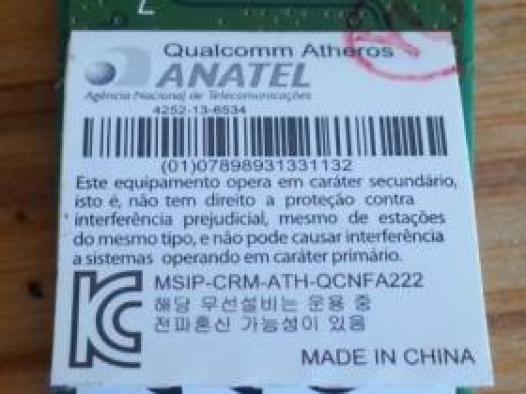 Qualcomm Atheros
ANATEL
Agência Nacional de Telecomunicações
4252-13-6534
(01)07898931331132
Este equipamento opera em caráter secundário,
isto é, não tem direito a proteção contra
interferência prejudicial, mesmo de estações
do mesmo tipo, e não pode causar interferência
a sistemas operando em caráter primário.
MSIP-CRM-ATH-QCNFA222
해당 무선설비는 운용 중
전파혼신 가능성이 있음
MADE IN CHINA